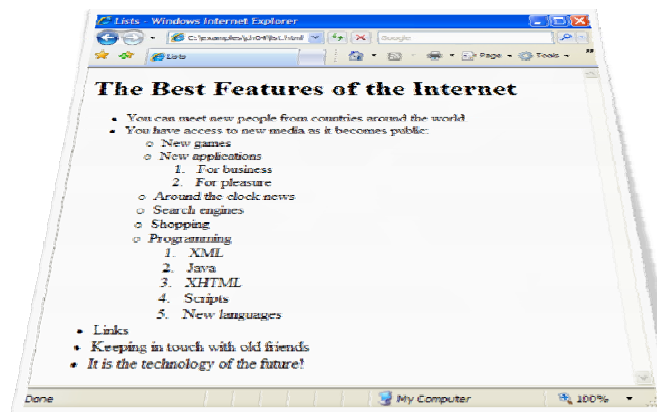 Lists - Windows Internet Explorer
Google
Lists
Page
Tools
The Best Features of the Internet
• You can meet new people from countries around the world
• You have access to new media as it becomes public:
o New games
o New applications
1. For business
2. For pleasure
o Around the clock news
o Search engines
o Shopping
o Programming
1. XML
2. Java
3. XHTML
4. Scripts
5. New languages
• Links
• Keeping in touch with old friends
• It is the technology of the future!
Done
My Computer
100%